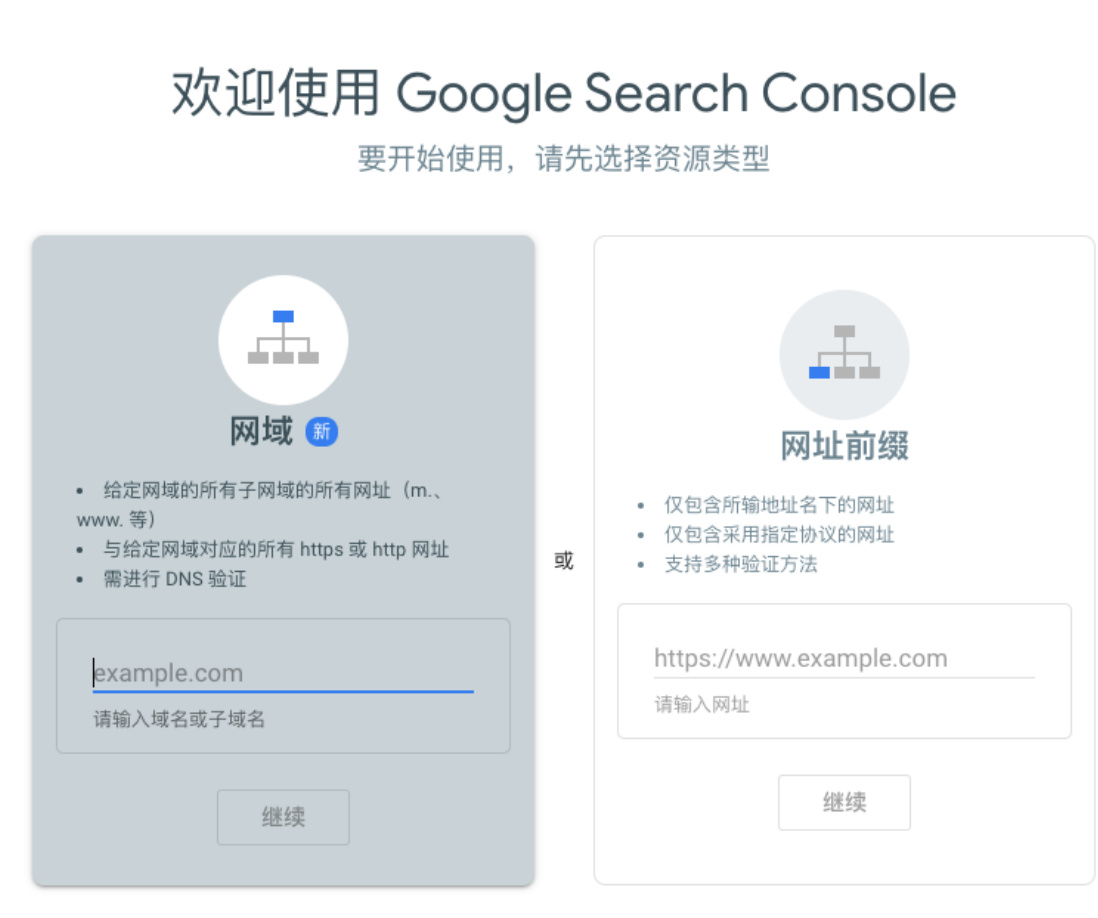 欢迎使用 Google Search Console
要开始使用，请先选择资源类型
网域 新
• 给定网域的所有子网域的所有网址（m.、
www. 等）
• 与给定网域对应的所有 https 或 http 网址
• 需进行 DNS 验证
example.com
请输入域名或子域名
继续
或
网址前缀
• 仅包含所输地址名下的网址
• 仅包含采用指定协议的网址
• 支持多种验证方法
https://www.example.com
请输入网址
继续